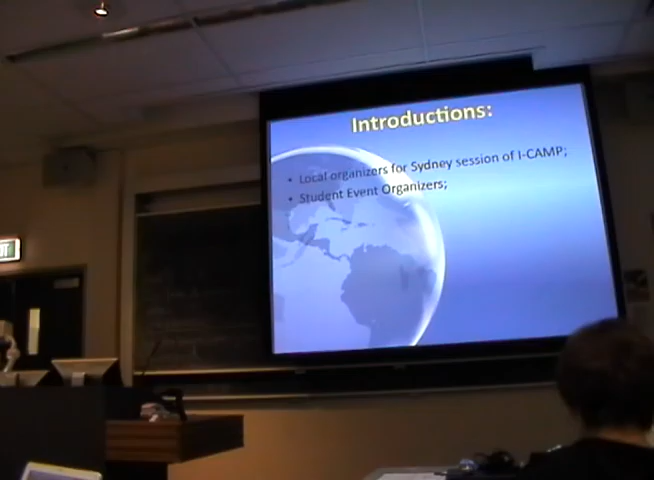 Introductions:
• Local organizers for Sydney session of I-CAMP;
• Student Event Organizers;